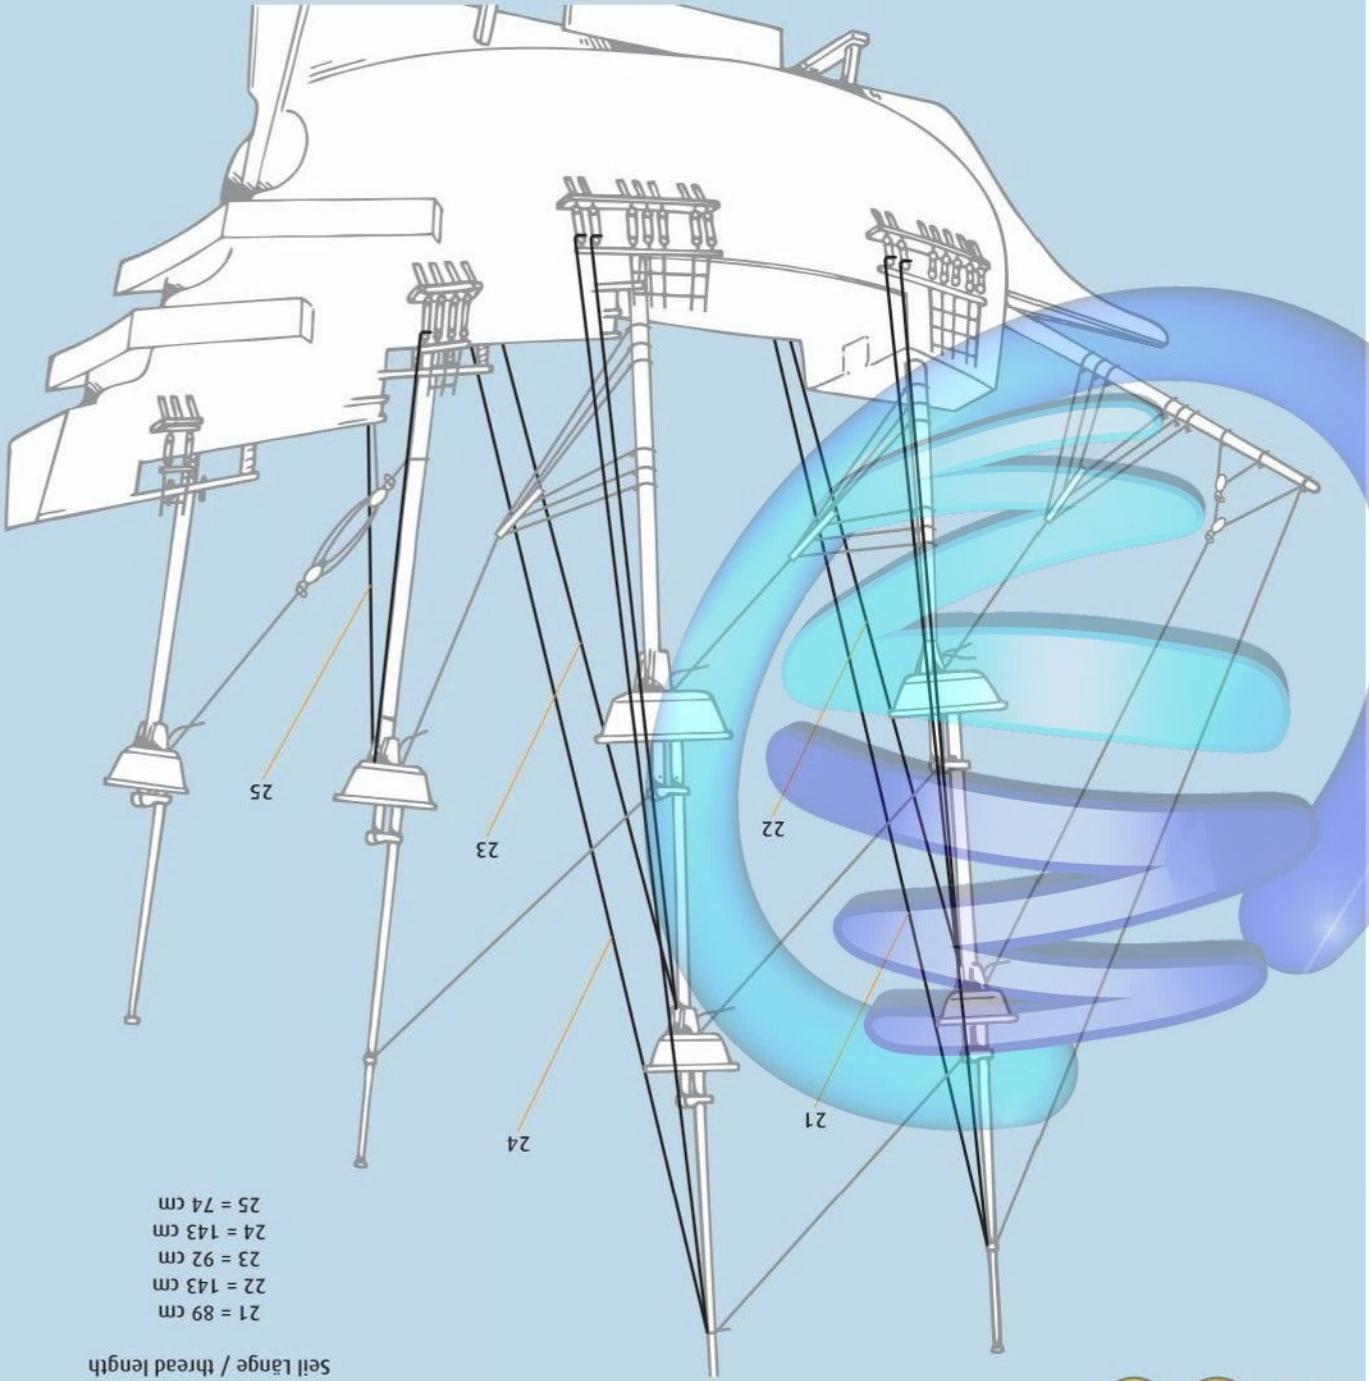 Seil Länge / thread length
21 = 89 cm
22 = 143 cm
23 = 92 cm
24 = 143 cm
25 = 74 cm
24
21
23
22
25